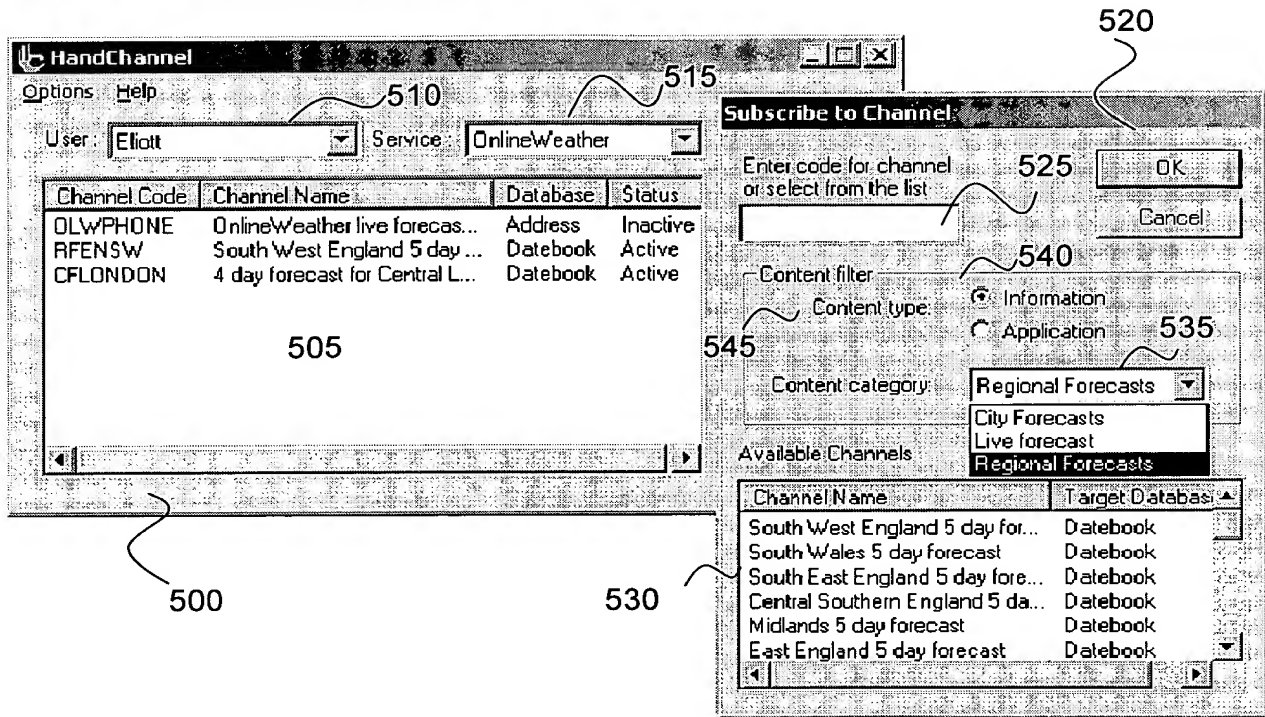 520
HandChannel
Options Help
510
515
User: Eliott Service: OnlineWeather
Channel Code Channel Name Database Status
OLWPHONE OnlineWeather live forecas... Address Inactive
RFENSW South West England 5 day ... Datebook Active
CFLONDON 4 day forecast for Central L... Datebook Active
505
500
Subscribe to Channel
Enter code for channel
or select from the list
525
OK
Cancel
540
Content filter
Content type: Information
Application
545
535
Content category: Regional Forecasts
City Forecasts
Live forecast
Regional Forecasts
Available Channels
Channel Name Target Databas
South West England 5 day for... Datebook
South Wales 5 day forecast Datebook
South East England 5 day fore... Datebook
Central Southern England 5 da... Datebook
Midlands 5 day forecast Datebook
East England 5 day forecast Datebook
530